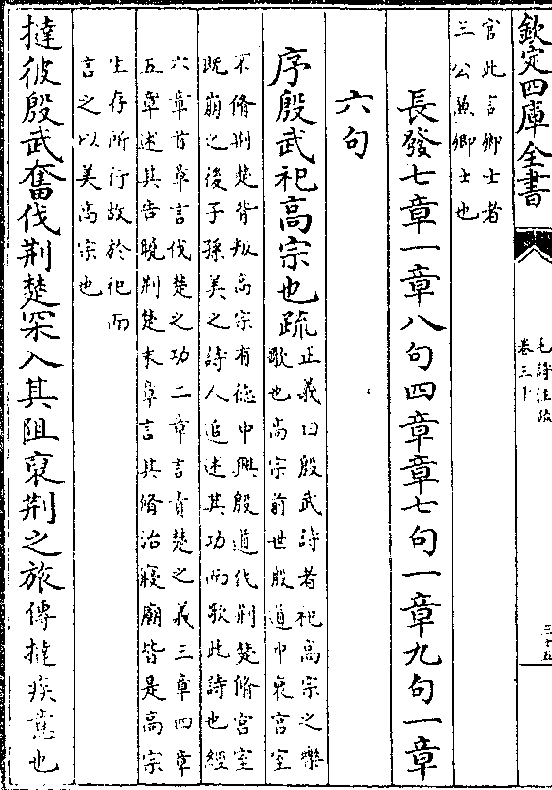 欽定四庫全書
毛詩注疏
卷三十
三十五
官此言卿士者
三公兼卿士也
長發七章一章八句四章章七句一章九句一章
六句
序殷武祀高宗也疏
正義曰殷武詩者祀高宗之樂
歌也高宗前世殷道中衰宫室
不脩荆楚背叛高宗有德中興殷道伐荆楚脩宫室
既崩之後子孫美之詩人追述其功而歌此詩也經
六章首章言伐楚之功二章言責楚之義三章四章
五章述其告曉荆楚末章言其脩治寢廟皆是高宗
生存所行故於祀而
言之以美高宗也
撻彼殷武奮伐荆楚罙入其阻裒荆之旅傳撻疾意也